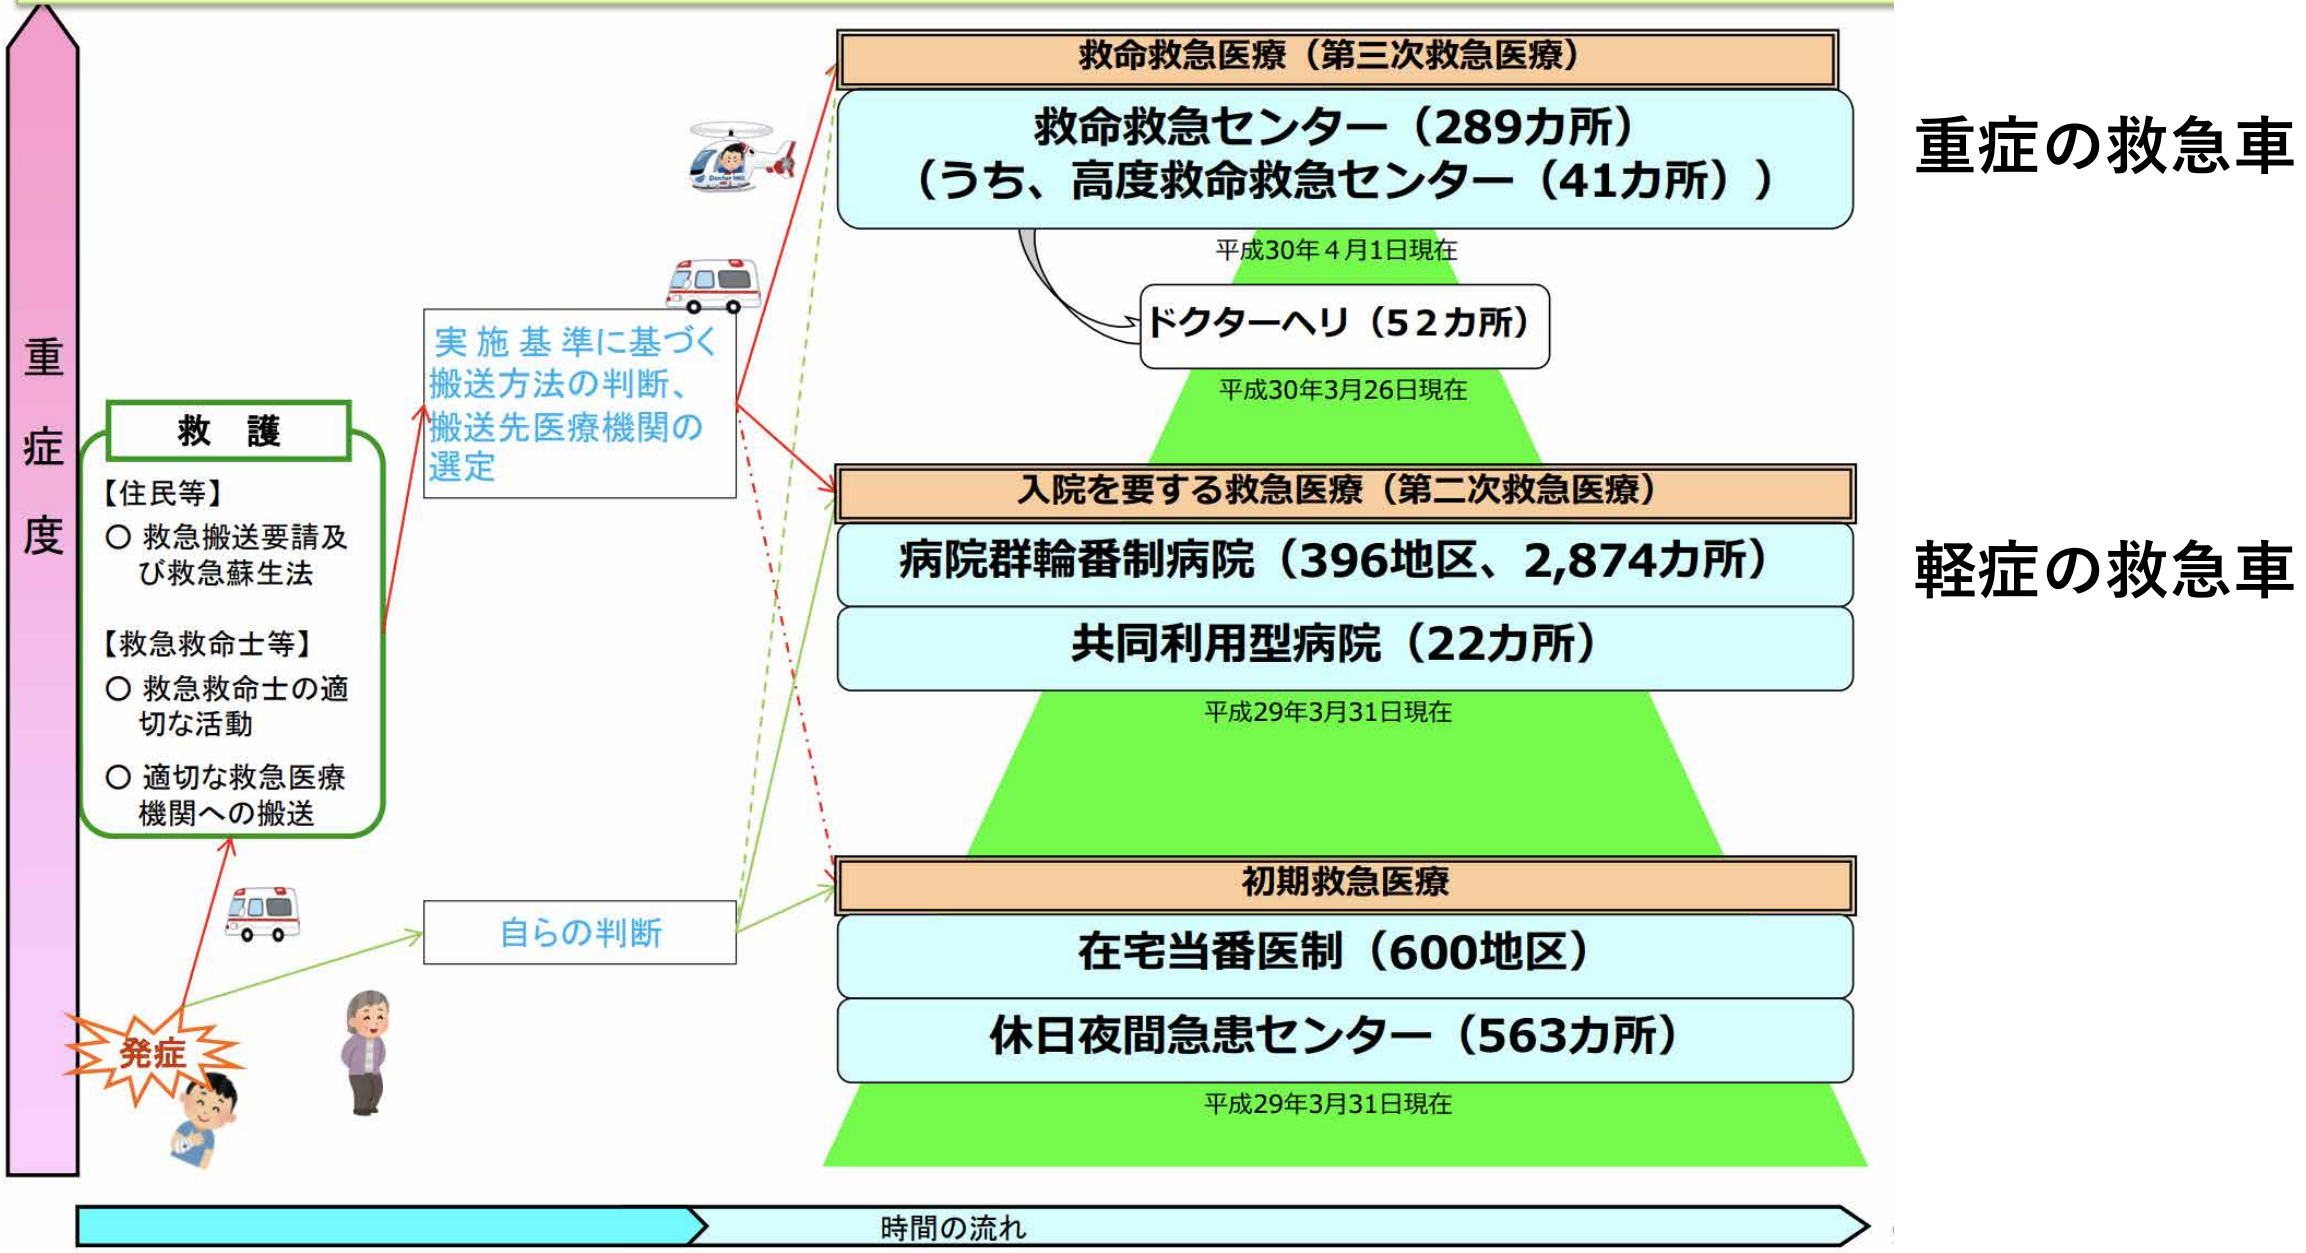 救命救急医療（第三次救急医療）
救命救急センター（289カ所）
（うち、高度救命救急センター（41カ所））
平成30年４月1日現在
重症の救急車
ドクターヘリ（５２カ所）
平成30年3月26日現在
Doctor Heli
重症度
実施基準に基づく
搬送方法の判断、
搬送先医療機関の
選定
救　護
【住民等】
○ 救急搬送要請及
び救急蘇生法
【救急救命士等】
○ 救急救命士の適
切な活動
○ 適切な救急医療
機関への搬送
入院を要する救急医療（第二次救急医療）
病院群輪番制病院（396地区、2,874カ所）
共同利用型病院（22カ所）
平成29年3月31日現在
軽症の救急車
初期救急医療
在宅当番医制（600地区）
休日夜間急患センター（563カ所）
平成29年3月31日現在
自らの判断
発症
時間の流れ